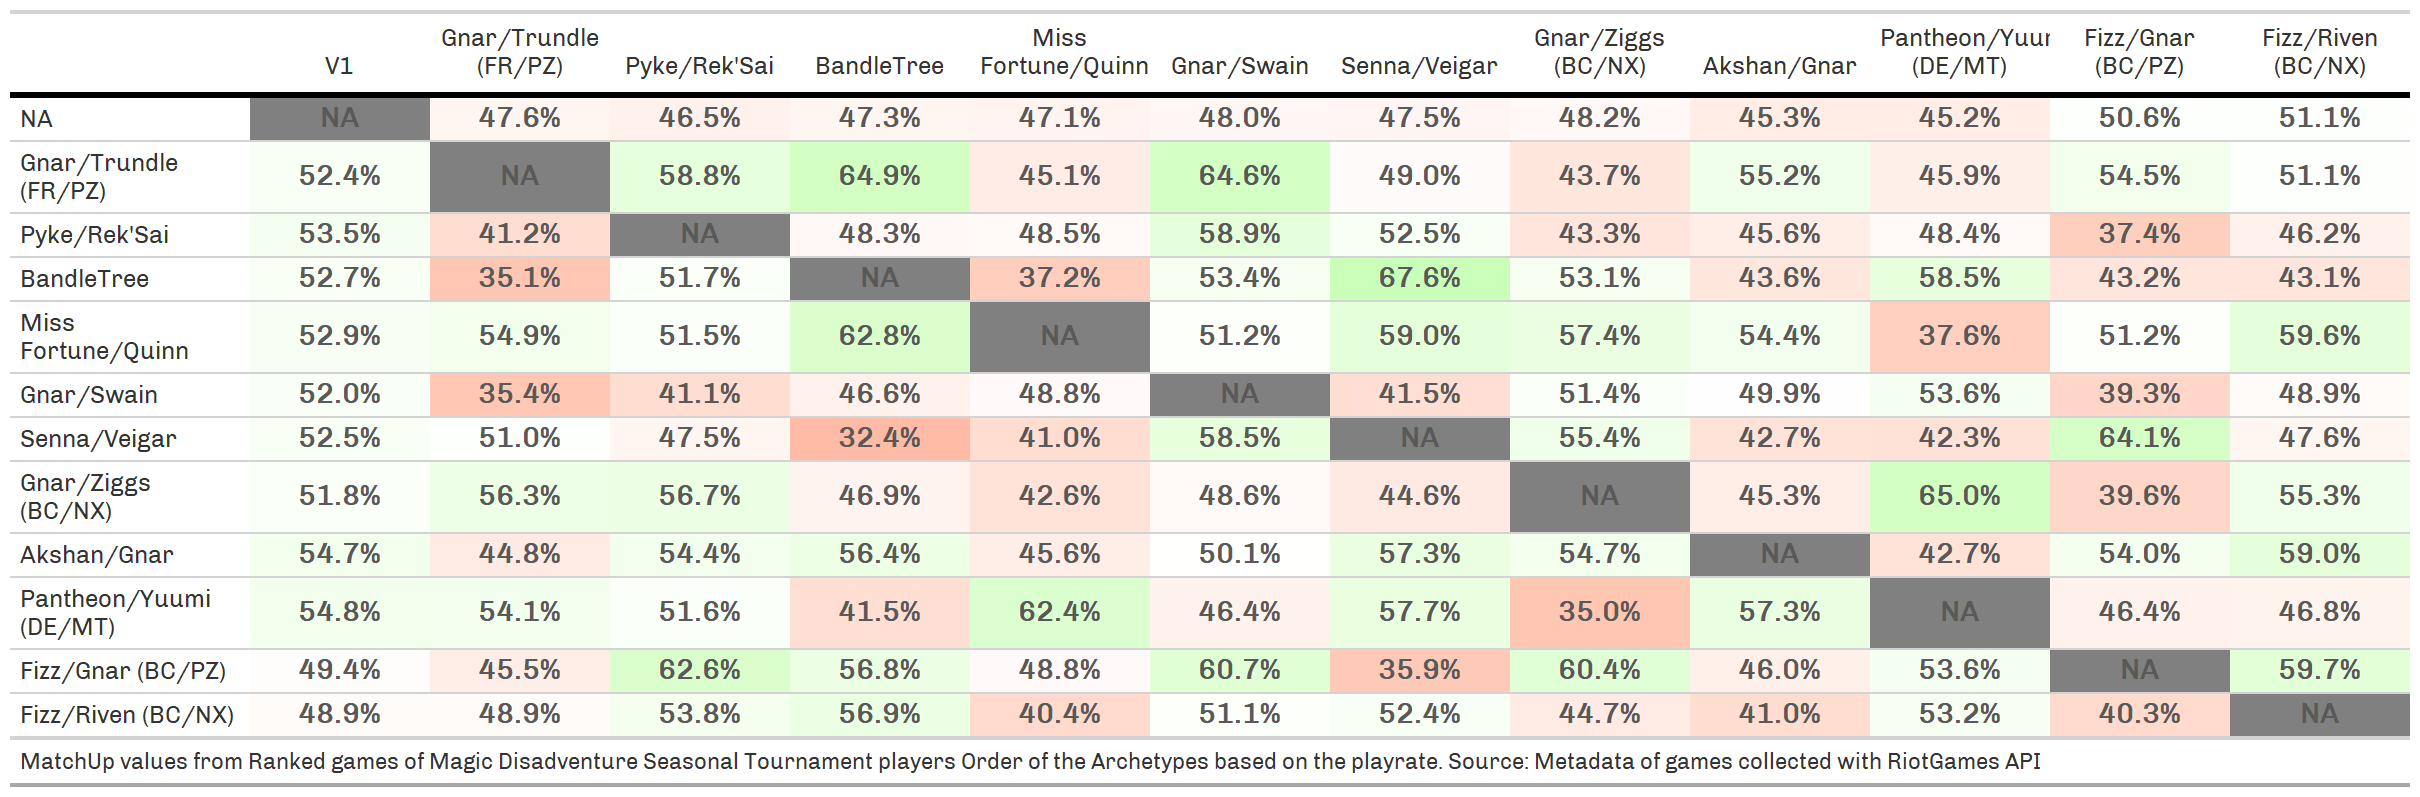 V1 Gnar/Trundle (FR/PZ) Pyke/Rek'Sai BandleTree Miss Fortune/Quinn Gnar/Swain Senna/Veigar Gnar/Ziggs (BC/NX) Akshan/Gnar Pantheon/Yuur (DE/MT) Fizz/Gnar (BC/PZ) Fizz/Riven (BC/NX)
NA NA 47.6% 46.5% 47.3% 47.1% 48.0% 47.5% 48.2% 45.3% 45.2% 50.6% 51.1%
Gnar/Trundle (FR/PZ) 52.4% NA 58.8% 64.9% 45.1% 64.6% 49.0% 43.7% 55.2% 45.9% 54.5% 51.1%
Pyke/Rek'Sai 53.5% 41.2% NA 48.3% 48.5% 58.9% 52.5% 43.3% 45.6% 48.4% 37.4% 46.2%
BandleTree 52.7% 35.1% 51.7% NA 37.2% 53.4% 67.6% 53.1% 43.6% 58.5% 43.2% 43.1%
Miss Fortune/Quinn 52.9% 54.9% 51.5% 62.8% NA 51.2% 59.0% 57.4% 54.4% 37.6% 51.2% 59.6%
Gnar/Swain 52.0% 35.4% 41.1% 46.6% 48.8% NA 41.5% 51.4% 49.9% 53.6% 39.3% 48.9%
Senna/Veigar 52.5% 51.0% 47.5% 32.4% 41.0% 58.5% NA 55.4% 42.7% 42.3% 64.1% 47.6%
Gnar/Ziggs (BC/NX) 51.8% 56.3% 56.7% 46.9% 42.6% 48.6% 44.6% NA 45.3% 65.0% 39.6% 55.3%
Akshan/Gnar 54.7% 44.8% 54.4% 56.4% 45.6% 50.1% 57.3% 54.7% NA 42.7% 54.0% 59.0%
Pantheon/Yuumi (DE/MT) 54.8% 54.1% 51.6% 41.5% 62.4% 46.4% 57.7% 35.0% 57.3% NA 46.4% 46.8%
Fizz/Gnar (BC/PZ) 49.4% 45.5% 62.6% 56.8% 48.8% 60.7% 35.9% 60.4% 46.0% 53.6% NA 59.7%
Fizz/Riven (BC/NX) 48.9% 48.9% 53.8% 56.9% 40.4% 51.1% 52.4% 44.7% 41.0% 53.2% 40.3% NA
MatchUp values from Ranked games of Magic Disadventure Seasonal Tournament players Order of the Archetypes based on the playrate. Source: Metadata of games collected with RiotGames API